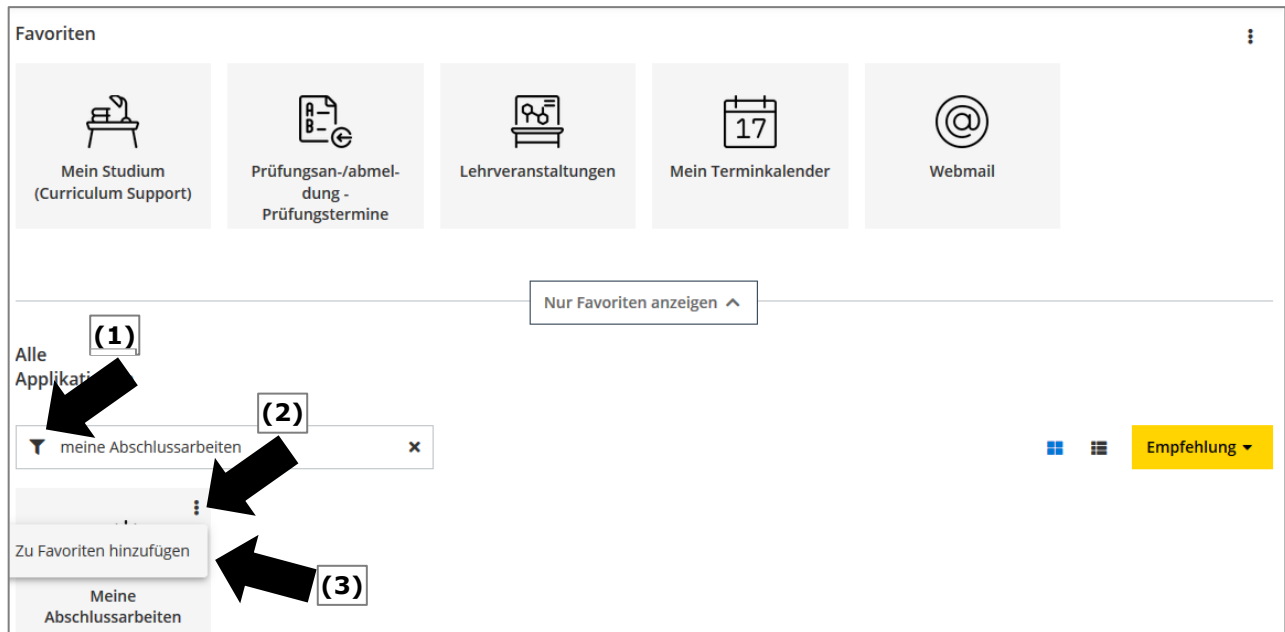 Favoriten
Mein Studium
(Curriculum Support)
Prüfungsan-/abmel-
dung -
Prüfungstermine
Lehrveranstaltungen
17
Mein Terminkalender
@
Webmail
Nur Favoriten anzeigen
(1)
Alle
(2)
meine Abschlussarbeiten
Empfehlung
Zu Favoriten hinzufügen
(3)
Meine
Abschlussarbeiten